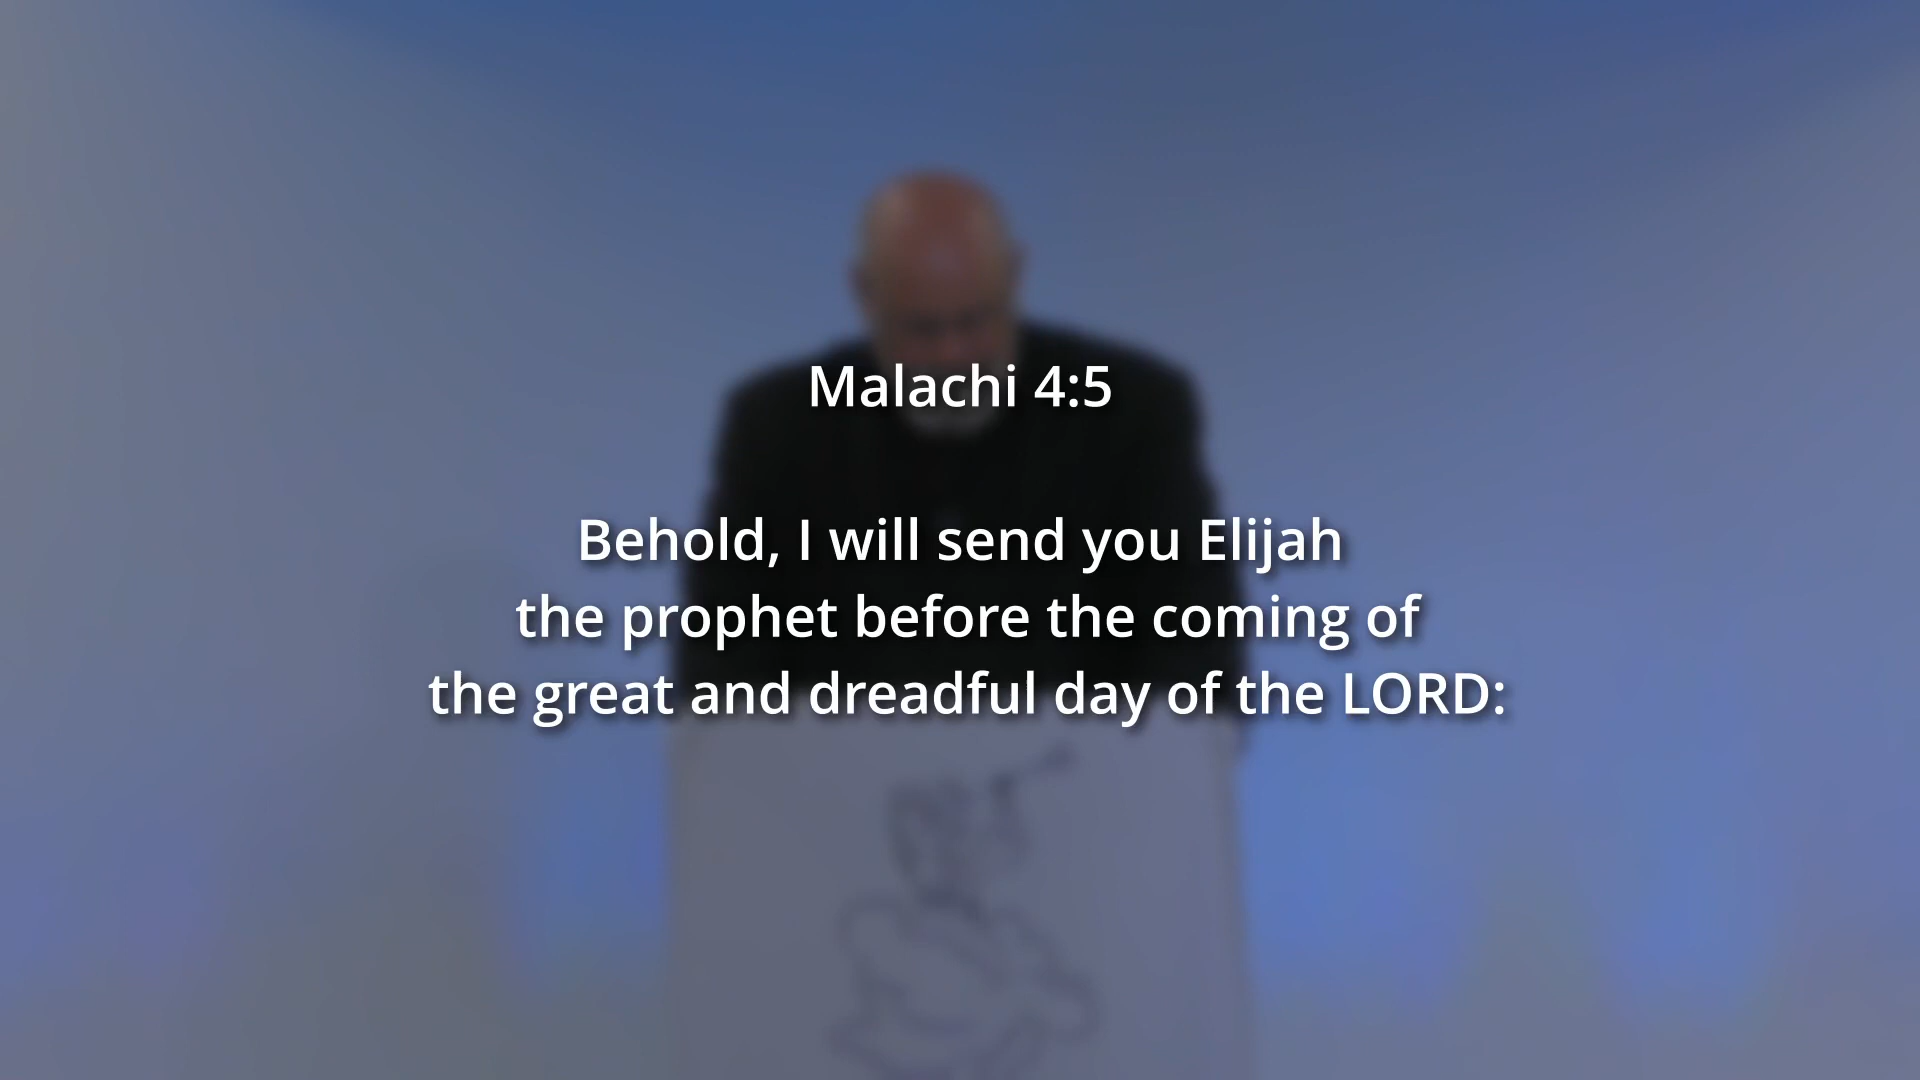 Malachi 4:5
Behold, I will send you Elijah
the prophet before the coming of
the great and dreadful day of the LORD: